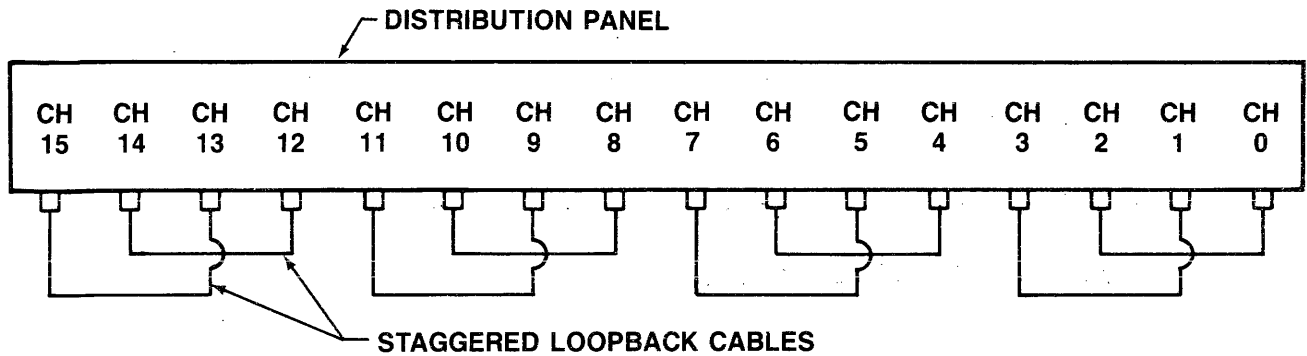 DISTRIBUTION PANEL
CH CH CH CH CH CH CH CH CH CH CH CH CH CH CH CH
15 14 13 12 11 10 9 8 7 6 5 4 3 2 1 0
STAGGERED LOOPBACK CABLES